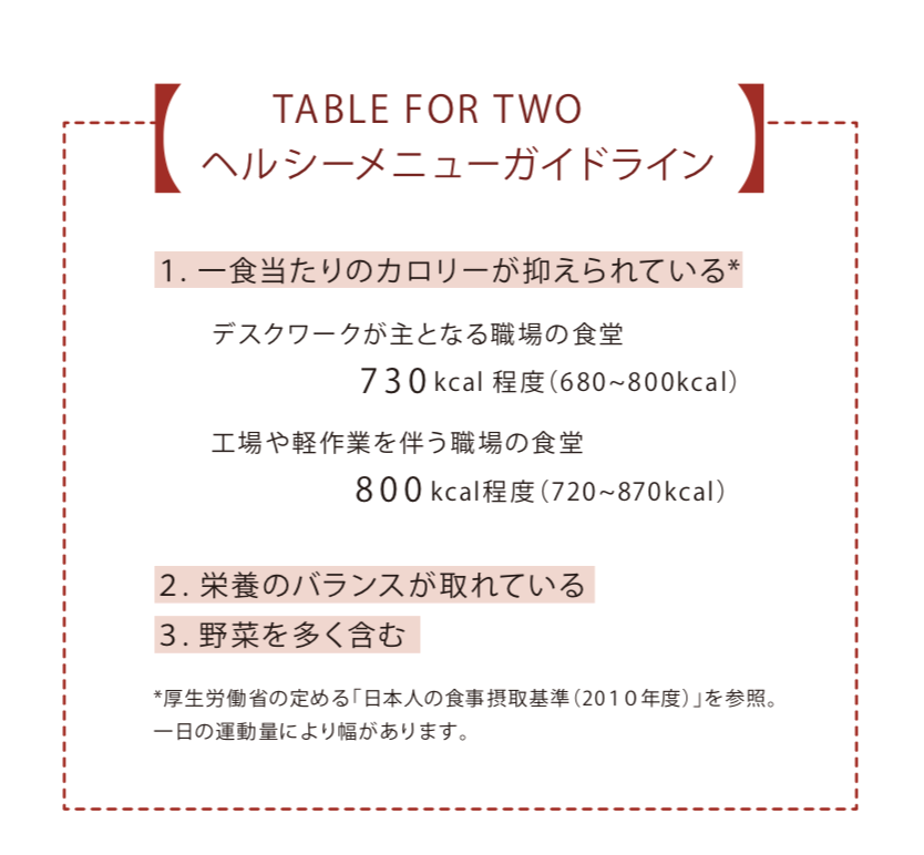 TABLE FOR TWO
ヘルシーメニューガイドライン
1. 一食当たりのカロリーが抑えられている*
デスクワークが主となる職場の食堂
730kcal 程度（680~800kcal）
工場や軽作業を伴う職場の食堂
800kcal程度（720~870kcal）
2. 栄養のバランスが取れている
3. 野菜を多く含む
*厚生労働省の定める「日本人の食事摂取基準（2010年度）」を参照。
一日の運動量により幅があります。